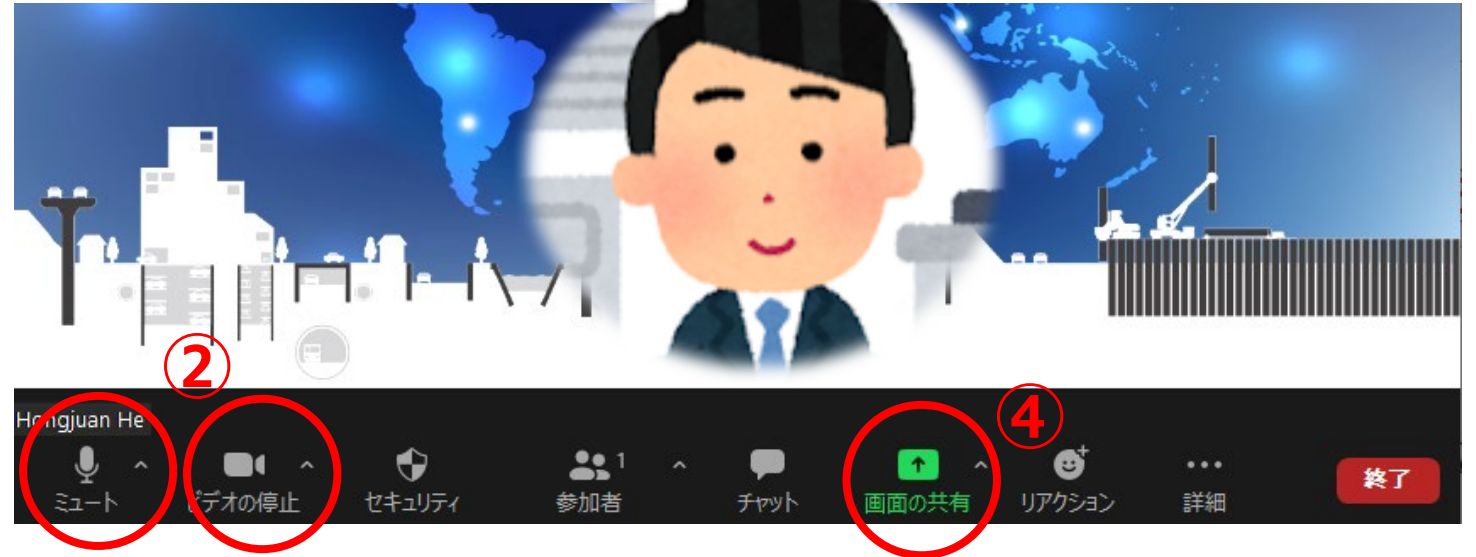 ②
④
Hongjuan He
1
ミュート
ビデオの停止
セキュリティ
参加者
チャット
画面の共有
リアクション
詳細
終了